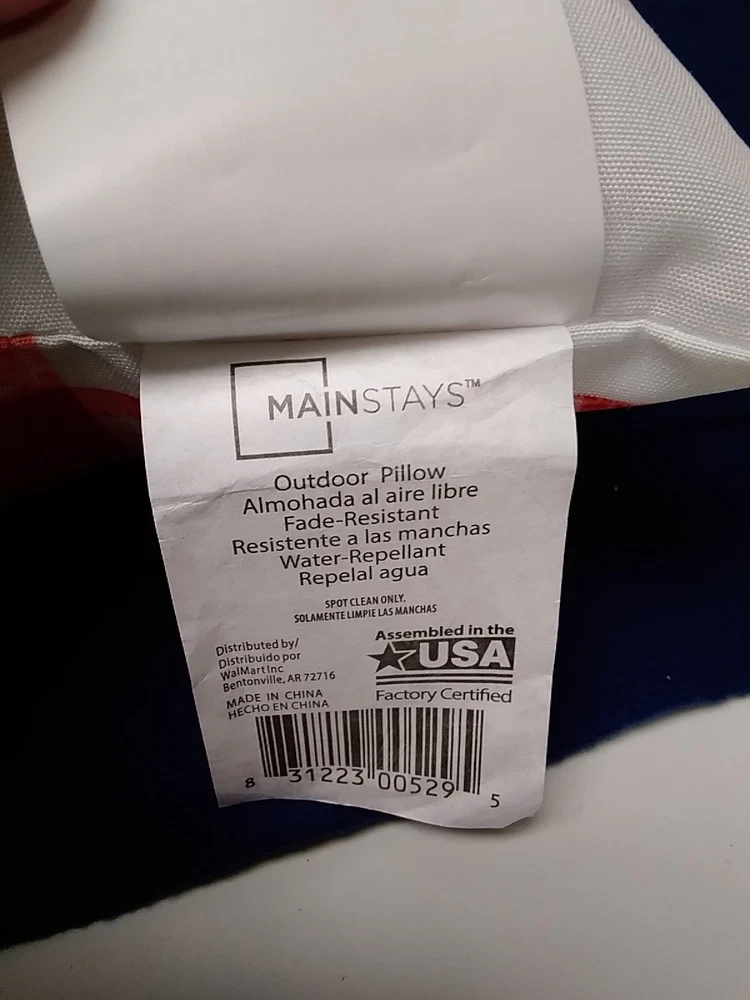 MAINSTAYS™
Outdoor Pillow
Almohada al aire libre
Fade-Resistant
Resistente a las manchas
Water-Repellant
Repelal agua
SPOT CLEAN ONLY.
SOLAMENTE LIMPIE LAS MANCHAS
Distributed by/
Distribuido por
WalMart Inc
Bentonville, AR 72716
MADE IN CHINA
HECHO EN CHINA
Assembled in the
USA
Factory Certified
8 31223 00529 5